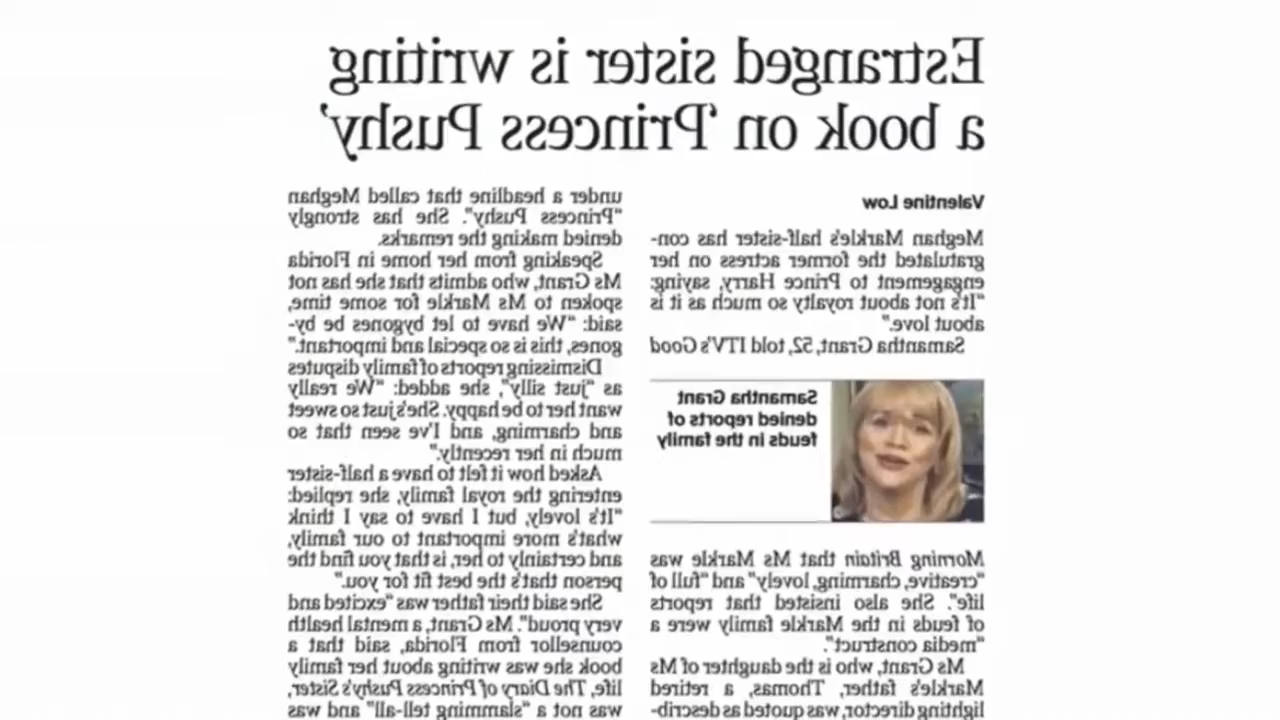 Estranged sister is writing
a book on ‘Princess Pushy’
Valentine Low
Meghan Markle's half-sister has con-
gratulated the former actress on her
engagement to Prince Harry, saying:
“It's not about royalty so much as it is
about love.”
Samantha Grant, 52, told ITV's Good
Samantha Grant
denied reports of
feuds in the family
Morning Britain that Ms Markle was
“creative, charming, lovely” and “full of
life”. She also insisted that reports
of feuds in the Markle family were a
“media construct”.
Ms Grant, who is the daughter of Ms
Markle's father, Thomas, a retired
lighting director, was quoted as describ-
under a headline that called Meghan
“Princess Pushy”. She has strongly
denied making the remarks.
Speaking from her home in Florida
Ms Grant, who admits that she has not
spoken to Ms Markle for some time,
said: “We have to let bygones be by-
gones, this is so special and important.”
Dismissing reports of family disputes
as “just silly”, she added: “We really
want her to be happy. She's just so sweet
and charming, and I've seen that so
much in her recently.”
Asked how it felt to have a half-sister
entering the royal family, she replied:
“It's lovely, but I have to say I think
what's more important to our family,
and certainly to her, is that you find the
person that's the best fit for you.”
She said their father was “excited and
very proud”. Ms Grant, a mental health
counsellor from Florida, said that a
book she was writing about her family
life, The Diary of Princess Pushy's Sister,
was not a “slamming tell-all” and was